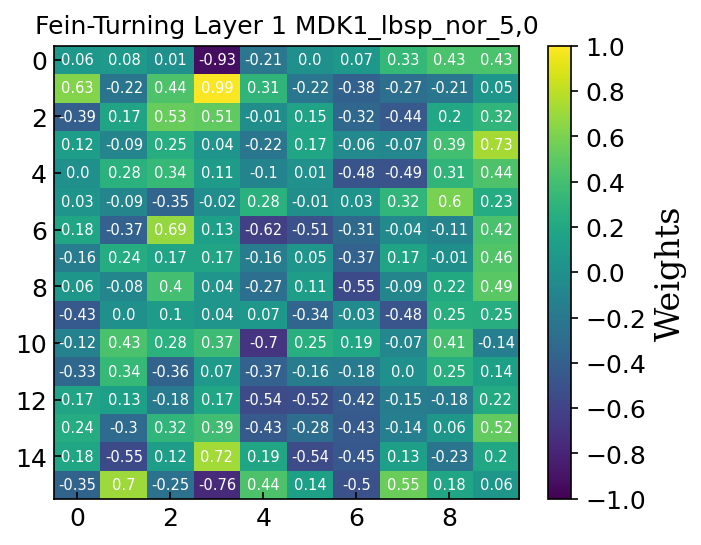 Fein-Turning Layer 1 MDK1_lbsp_nor_5,0
0 0.06 0.08 0.01 -0.93 -0.21 0.0 0.07 0.33 0.43 0.43 1.0
0.63 -0.22 0.44 0.99 0.31 -0.22 -0.38 -0.27 -0.21 0.05 0.8
2 -0.39 0.17 0.53 0.51 -0.01 0.15 -0.32 -0.44 0.2 0.32 0.6
0.12 -0.09 0.25 0.04 -0.22 0.17 -0.06 -0.07 0.39 0.73
4 0.0 0.28 0.34 0.11 -0.1 0.01 -0.48 -0.49 0.31 0.44 0.4
0.03 -0.09 -0.35 -0.02 0.28 -0.01 0.03 0.32 0.6 0.23
6 0.18 -0.37 0.69 0.13 -0.62 -0.51 -0.31 -0.04 -0.11 0.42 0.2
-0.16 0.24 0.17 0.17 -0.16 0.05 -0.37 0.17 -0.01 0.46 0.0
8 0.06 -0.08 0.4 0.04 -0.27 0.11 -0.55 -0.09 0.22 0.49
-0.43 0.0 0.1 0.04 0.07 -0.34 -0.03 -0.48 0.25 0.25 −0.2
10 -0.12 0.43 0.28 0.37 -0.7 0.25 0.19 -0.07 0.41 -0.14
-0.33 0.34 -0.36 0.07 -0.37 -0.16 -0.18 0.0 0.25 0.14 −0.4
12 0.17 0.13 -0.18 0.17 -0.54 -0.52 -0.42 -0.15 -0.18 0.22 −0.6
0.24 -0.3 0.32 0.39 -0.43 -0.28 -0.43 -0.14 0.06 0.52
14 0.18 -0.55 0.12 0.72 0.19 -0.54 -0.45 0.13 -0.23 0.2 −0.8
-0.35 0.7 -0.25 -0.76 0.44 0.14 -0.5 0.55 0.18 0.06 −1.0
0 2 4 6 8
Weights